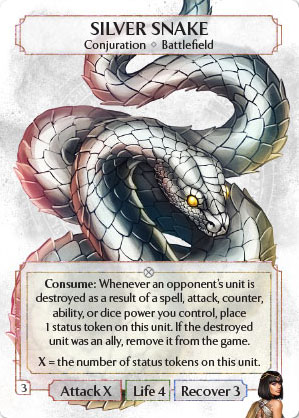 SILVER SNAKE
Conjuration ◇ Battlefield
Consume: Whenever an opponent's unit is
destroyed as a result of a spell, attack, counter,
ability, or dice power you control, place
1 status token on this unit. If the destroyed
unit was an ally, remove it from the game.
X = the number of status tokens on this unit.
3
Attack X
Life 4
Recover 3